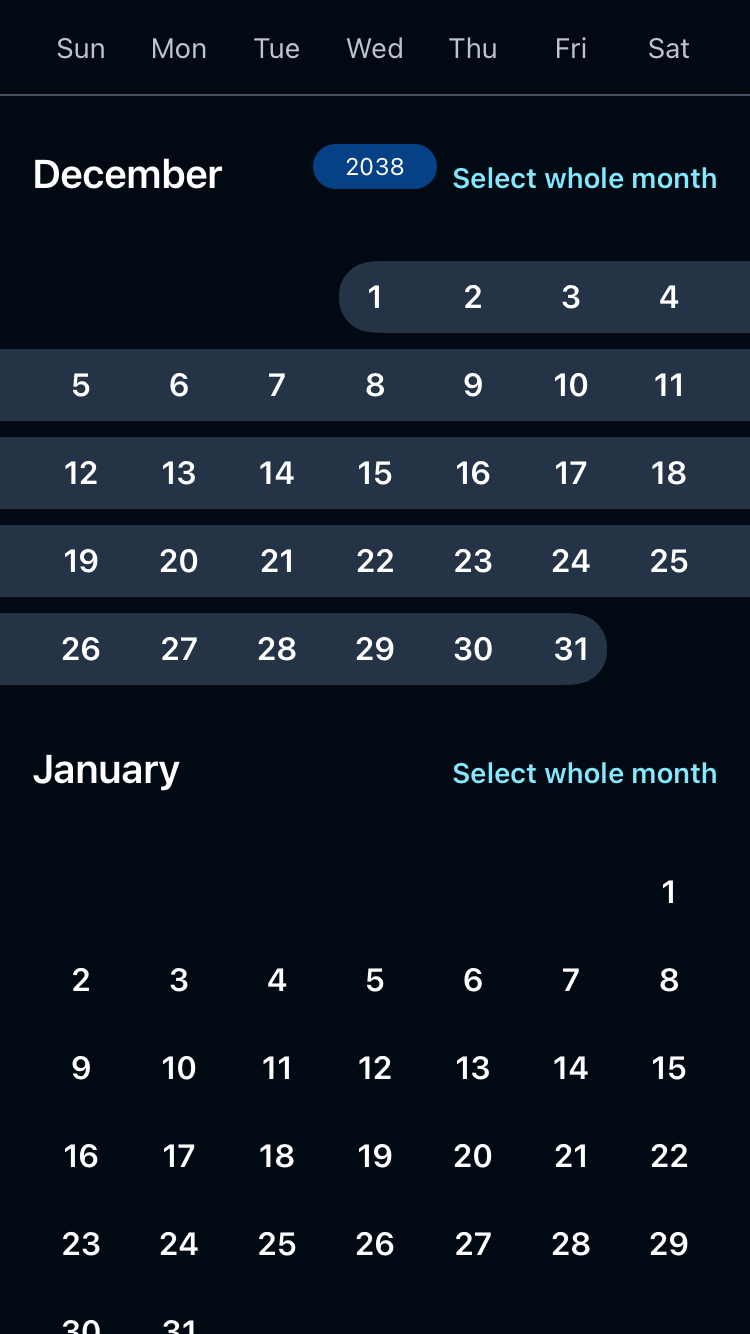 Sun Mon Tue Wed Thu Fri Sat
December 2038 Select whole month
1 2 3 4
5 6 7 8 9 10 11
12 13 14 15 16 17 18
19 20 21 22 23 24 25
26 27 28 29 30 31
January Select whole month
1
2 3 4 5 6 7 8
9 10 11 12 13 14 15
16 17 18 19 20 21 22
23 24 25 26 27 28 29
30 31